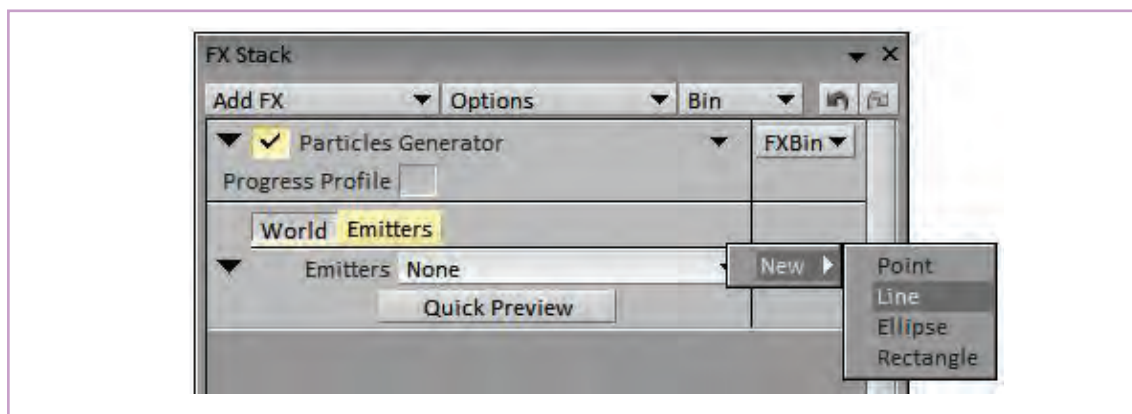 FX Stack
Add FX Options Bin
Particles Generator FXBin
Progress Profile
World Emitters
Emitters None New Point
Quick Preview Line
Ellipse
Rectangle